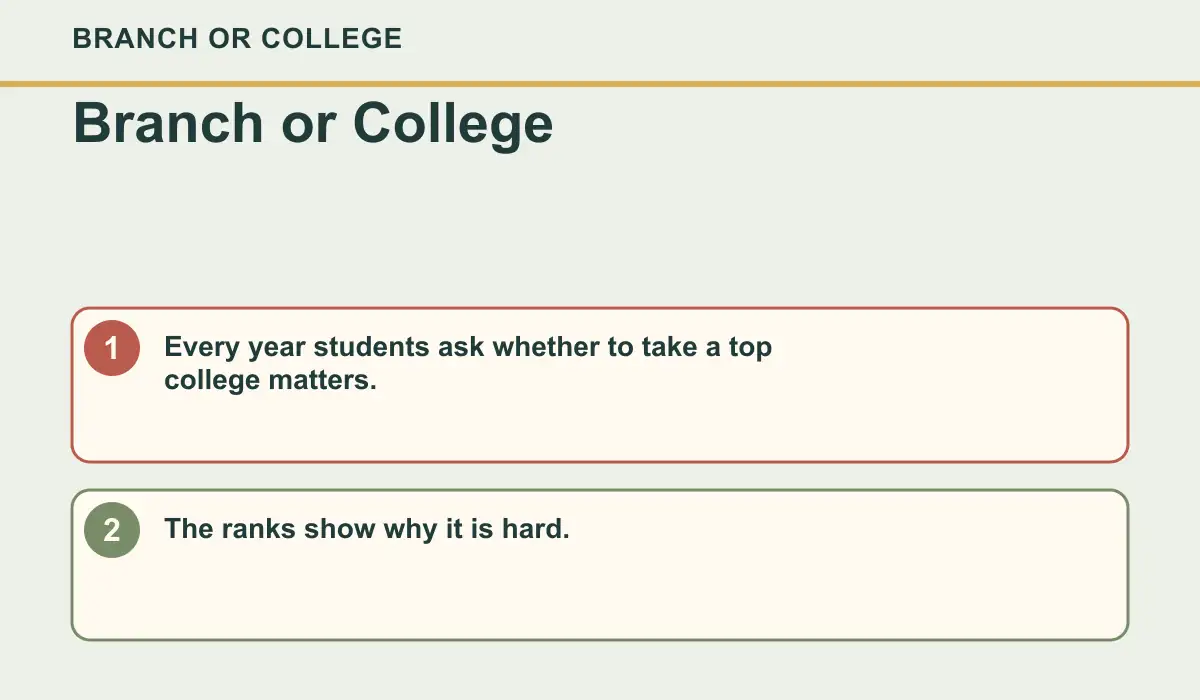 BRANCH OR COLLEGE
Branch or College
1
Every year students ask whether to take a top
college matters.
2
The ranks show why it is hard.